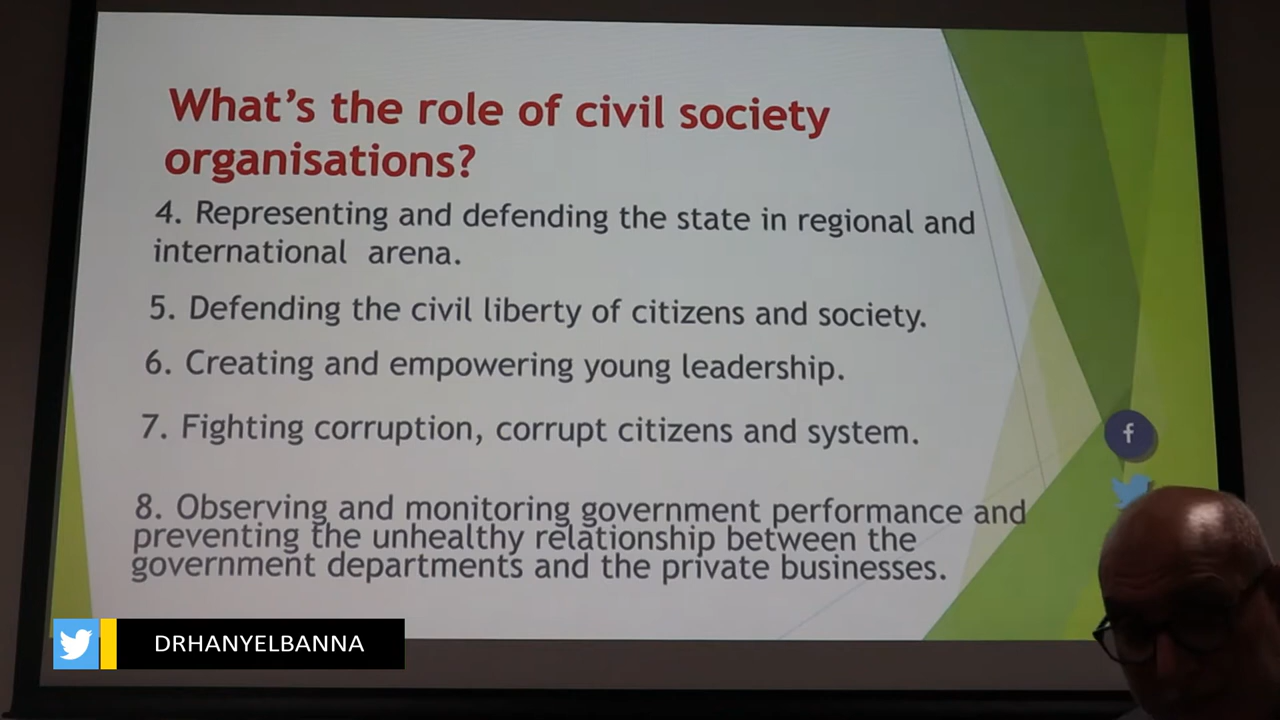 What's the role of civil society
organisations?
4. Representing and defending the state in regional and
international arena.
5. Defending the civil liberty of citizens and society.
6. Creating and empowering young leadership.
7. Fighting corruption, corrupt citizens and system.
8. Observing and monitoring government performance and
preventing the unhealthy relationship between the
government departments and the private businesses.
f
DRHANYELBANNA